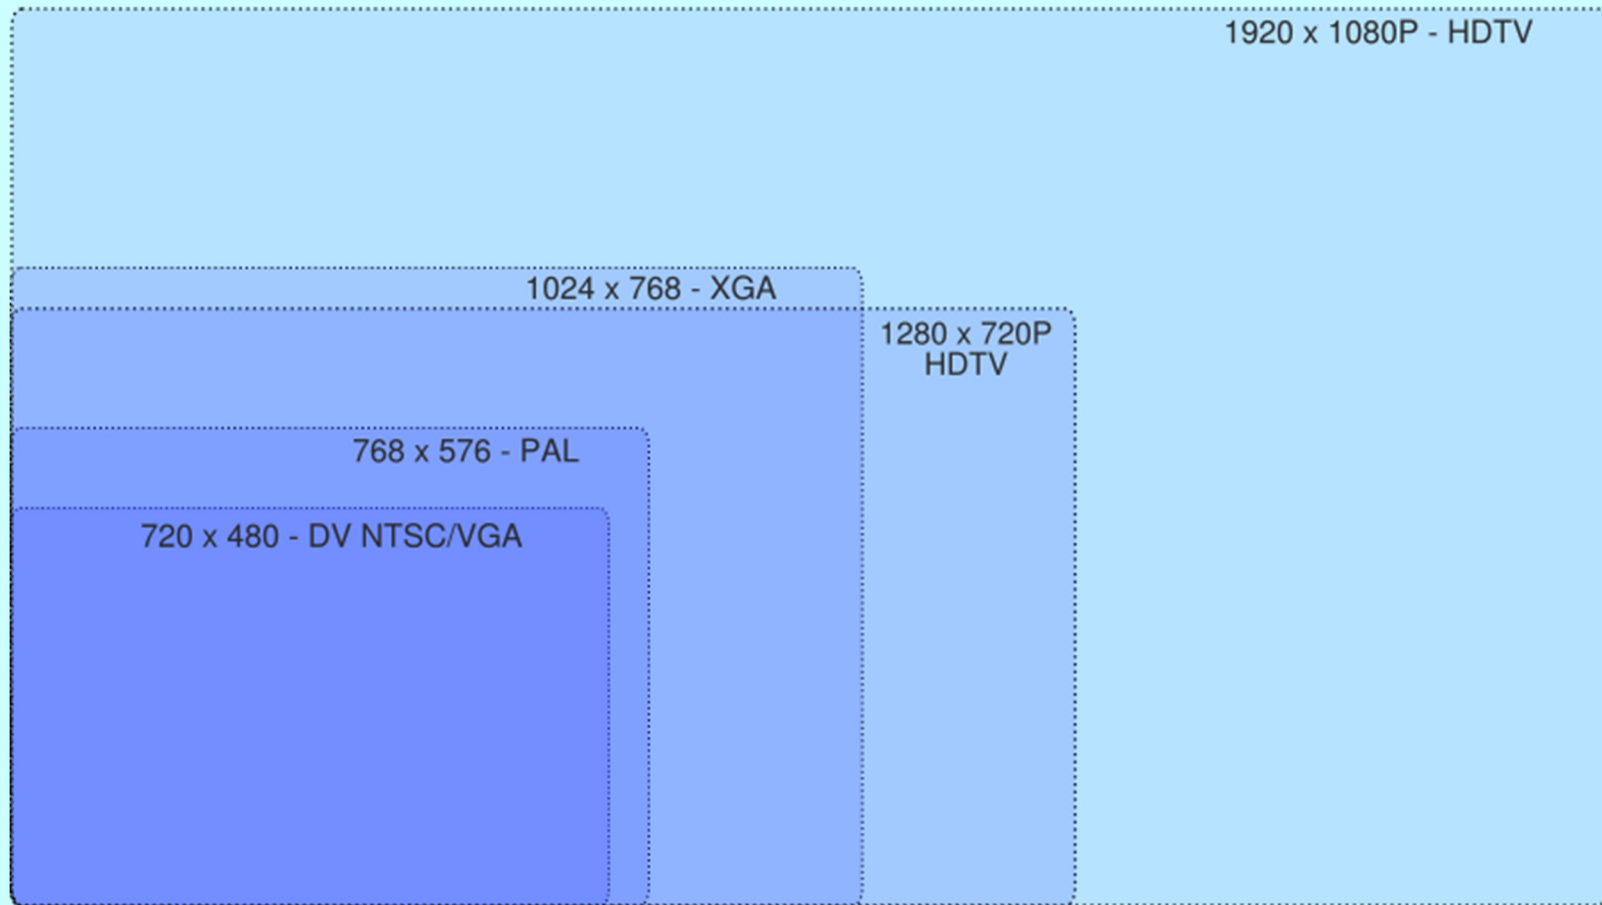 1920 x 1080P - HDTV
1024 x 768 - XGA
1280 x 720P
HDTV
768 x 576 - PAL
720 x 480 - DV NTSC/VGA